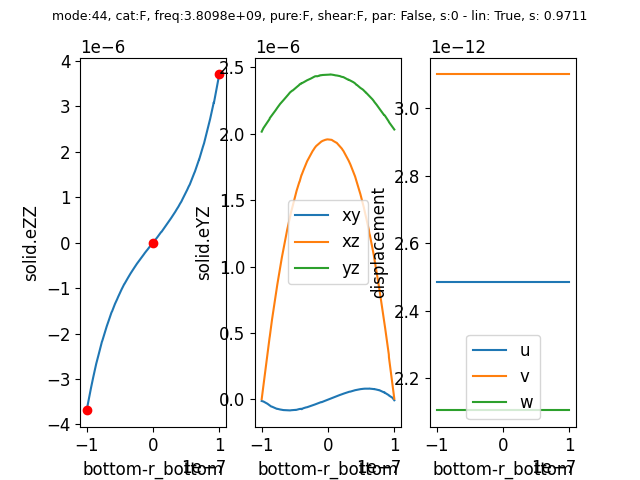 mode:44, cat:F, freq:3.8098e+09, pure:F, shear:F, par: False, s:0 - lin: True, s: 0.9711
1e−6
4
3
2
1
0
−1
−2
−3
−4
solid.eZZ
−1
0
1
1e−7
bottom-r_bottom
1e−6
2.5
2.0
1.5
1.0
0.5
0.0
solid.eYZ
xy
xz
yz
−1
0
1
1e−7
bottom-r_bottom
1e−12
3.0
2.8
2.6
2.4
2.2
displacement
u
v
w
−1
0
1
1e−7
bottom-r_bottom